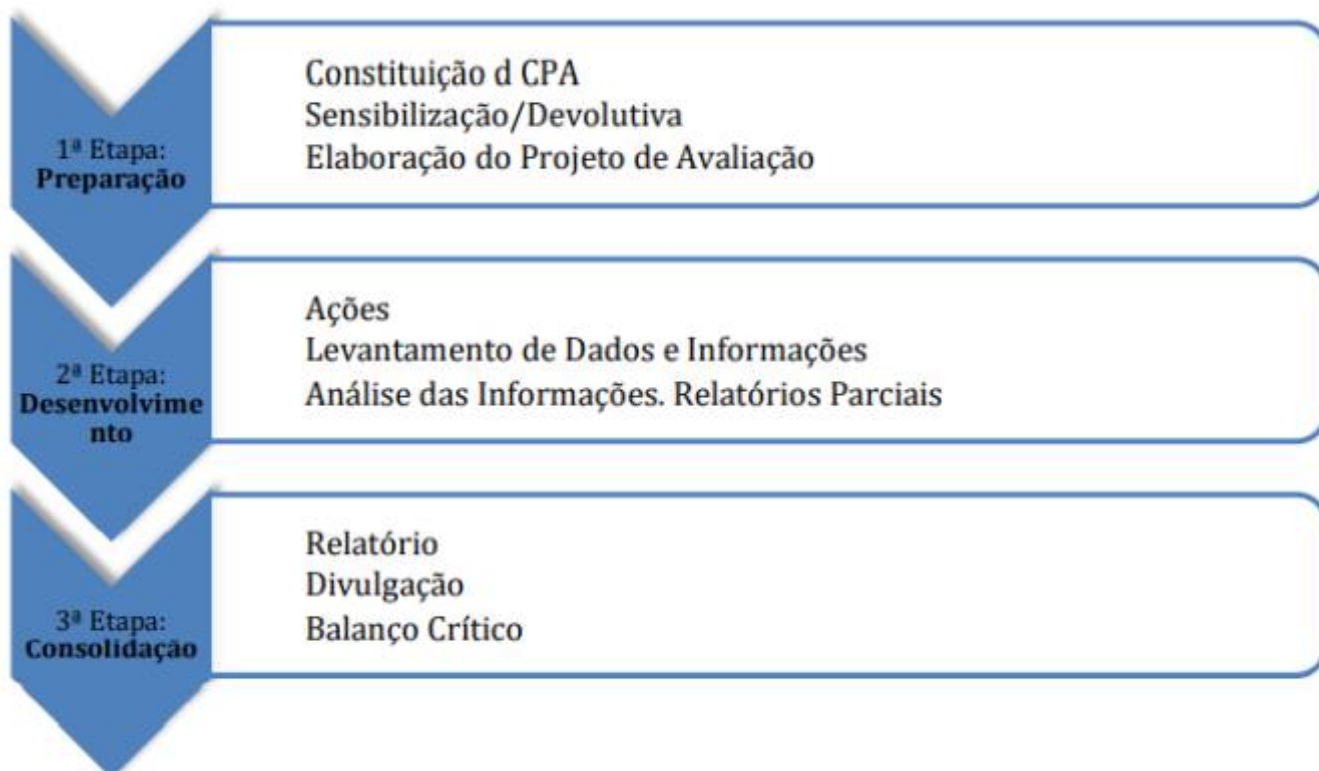 1ª Etapa:
Preparação
Constituição d CPA
Sensibilização/Devolutiva
Elaboração do Projeto de Avaliação
2ª Etapa:
Desenvolvime
nto
Ações
Levantamento de Dados e Informações
Análise das Informações. Relatórios Parciais
3ª Etapa:
Consolidação
Relatório
Divulgação
Balanço Crítico